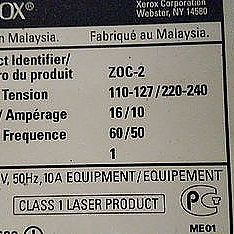 OX®
Xerox Corporation
Webster, NY 14580
in Malaysia. Fabriqué au Malaysia.
ct Identifier/
ro du produit ZOC-2
Tension 110-127/220-240
/ Ampérage 16/10
Frequence 60/50
1
V, 50Hz, 10A EQUIPMENT/EQUIPEMENT
CLASS 1 LASER PRODUCT
ME01